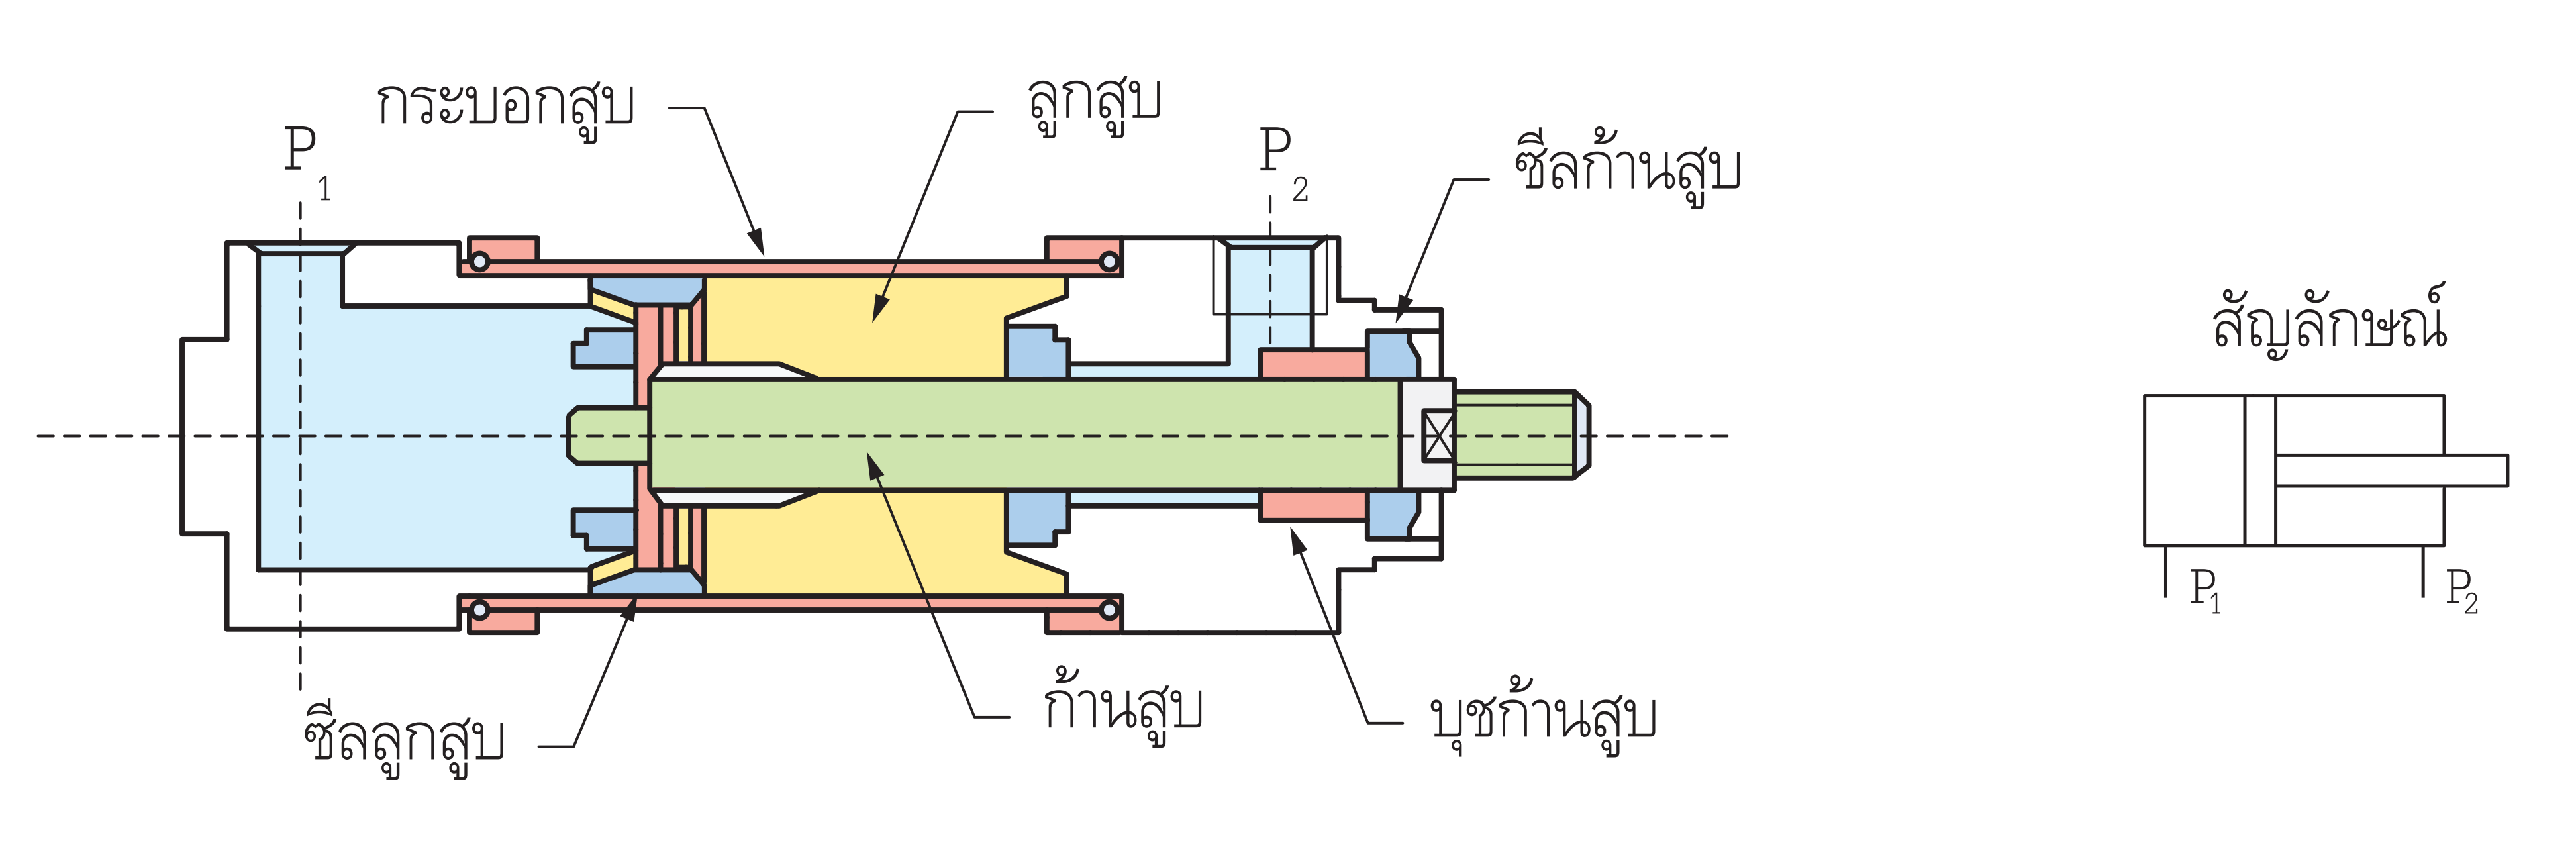 กระบอกสูบ
ลูกสูบ
P1
P2
ซีลก้านสูบ
สัญลักษณ์
P1
P2
ซีลลูกสูบ
ก้านสูบ
บุชก้านสูบ